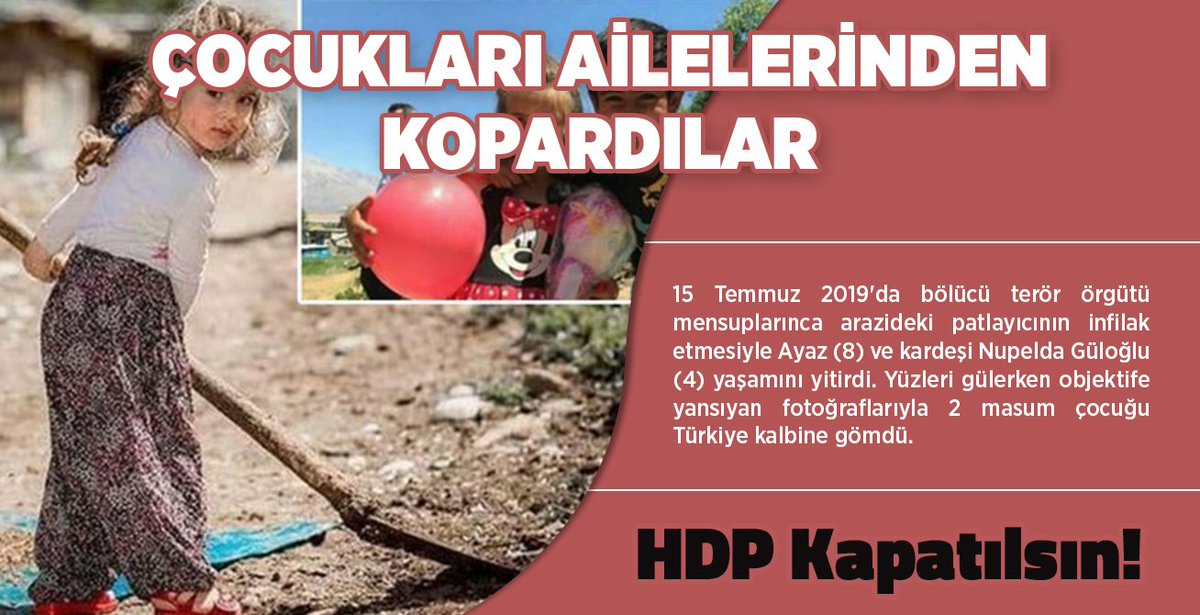 ÇOCUKLARI AİLELERİNDEN
KOPARDILAR
15 Temmuz 2019'da bölücü terör örgütü
mensuplarınca arazideki patlayıcının infilak
etmesiyle Ayaz (8) ve kardeşi Nupelda Güloğlu
(4) yaşamını yitirdi. Yüzleri gülerken objektife
yansıyan fotoğraflarıyla 2 masum çocuğu
Türkiye kalbine gömdü.
HDP Kapatılsın!